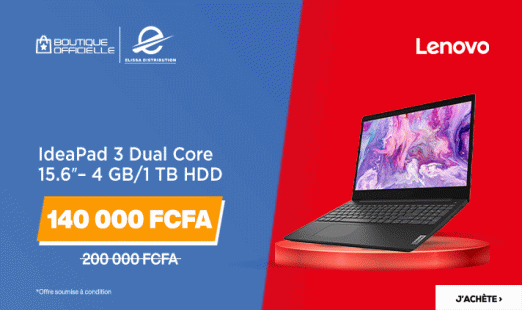 BOUTIQUE
OFFICIELLE
ELISSA DISTRIBUTION
Lenovo
IdeaPad 3 Dual Core
15.6″– 4 GB/1 TB HDD
140 000 FCFA
200 000 FCFA
*Offre soumise à condition
J'ACHÈTE ›